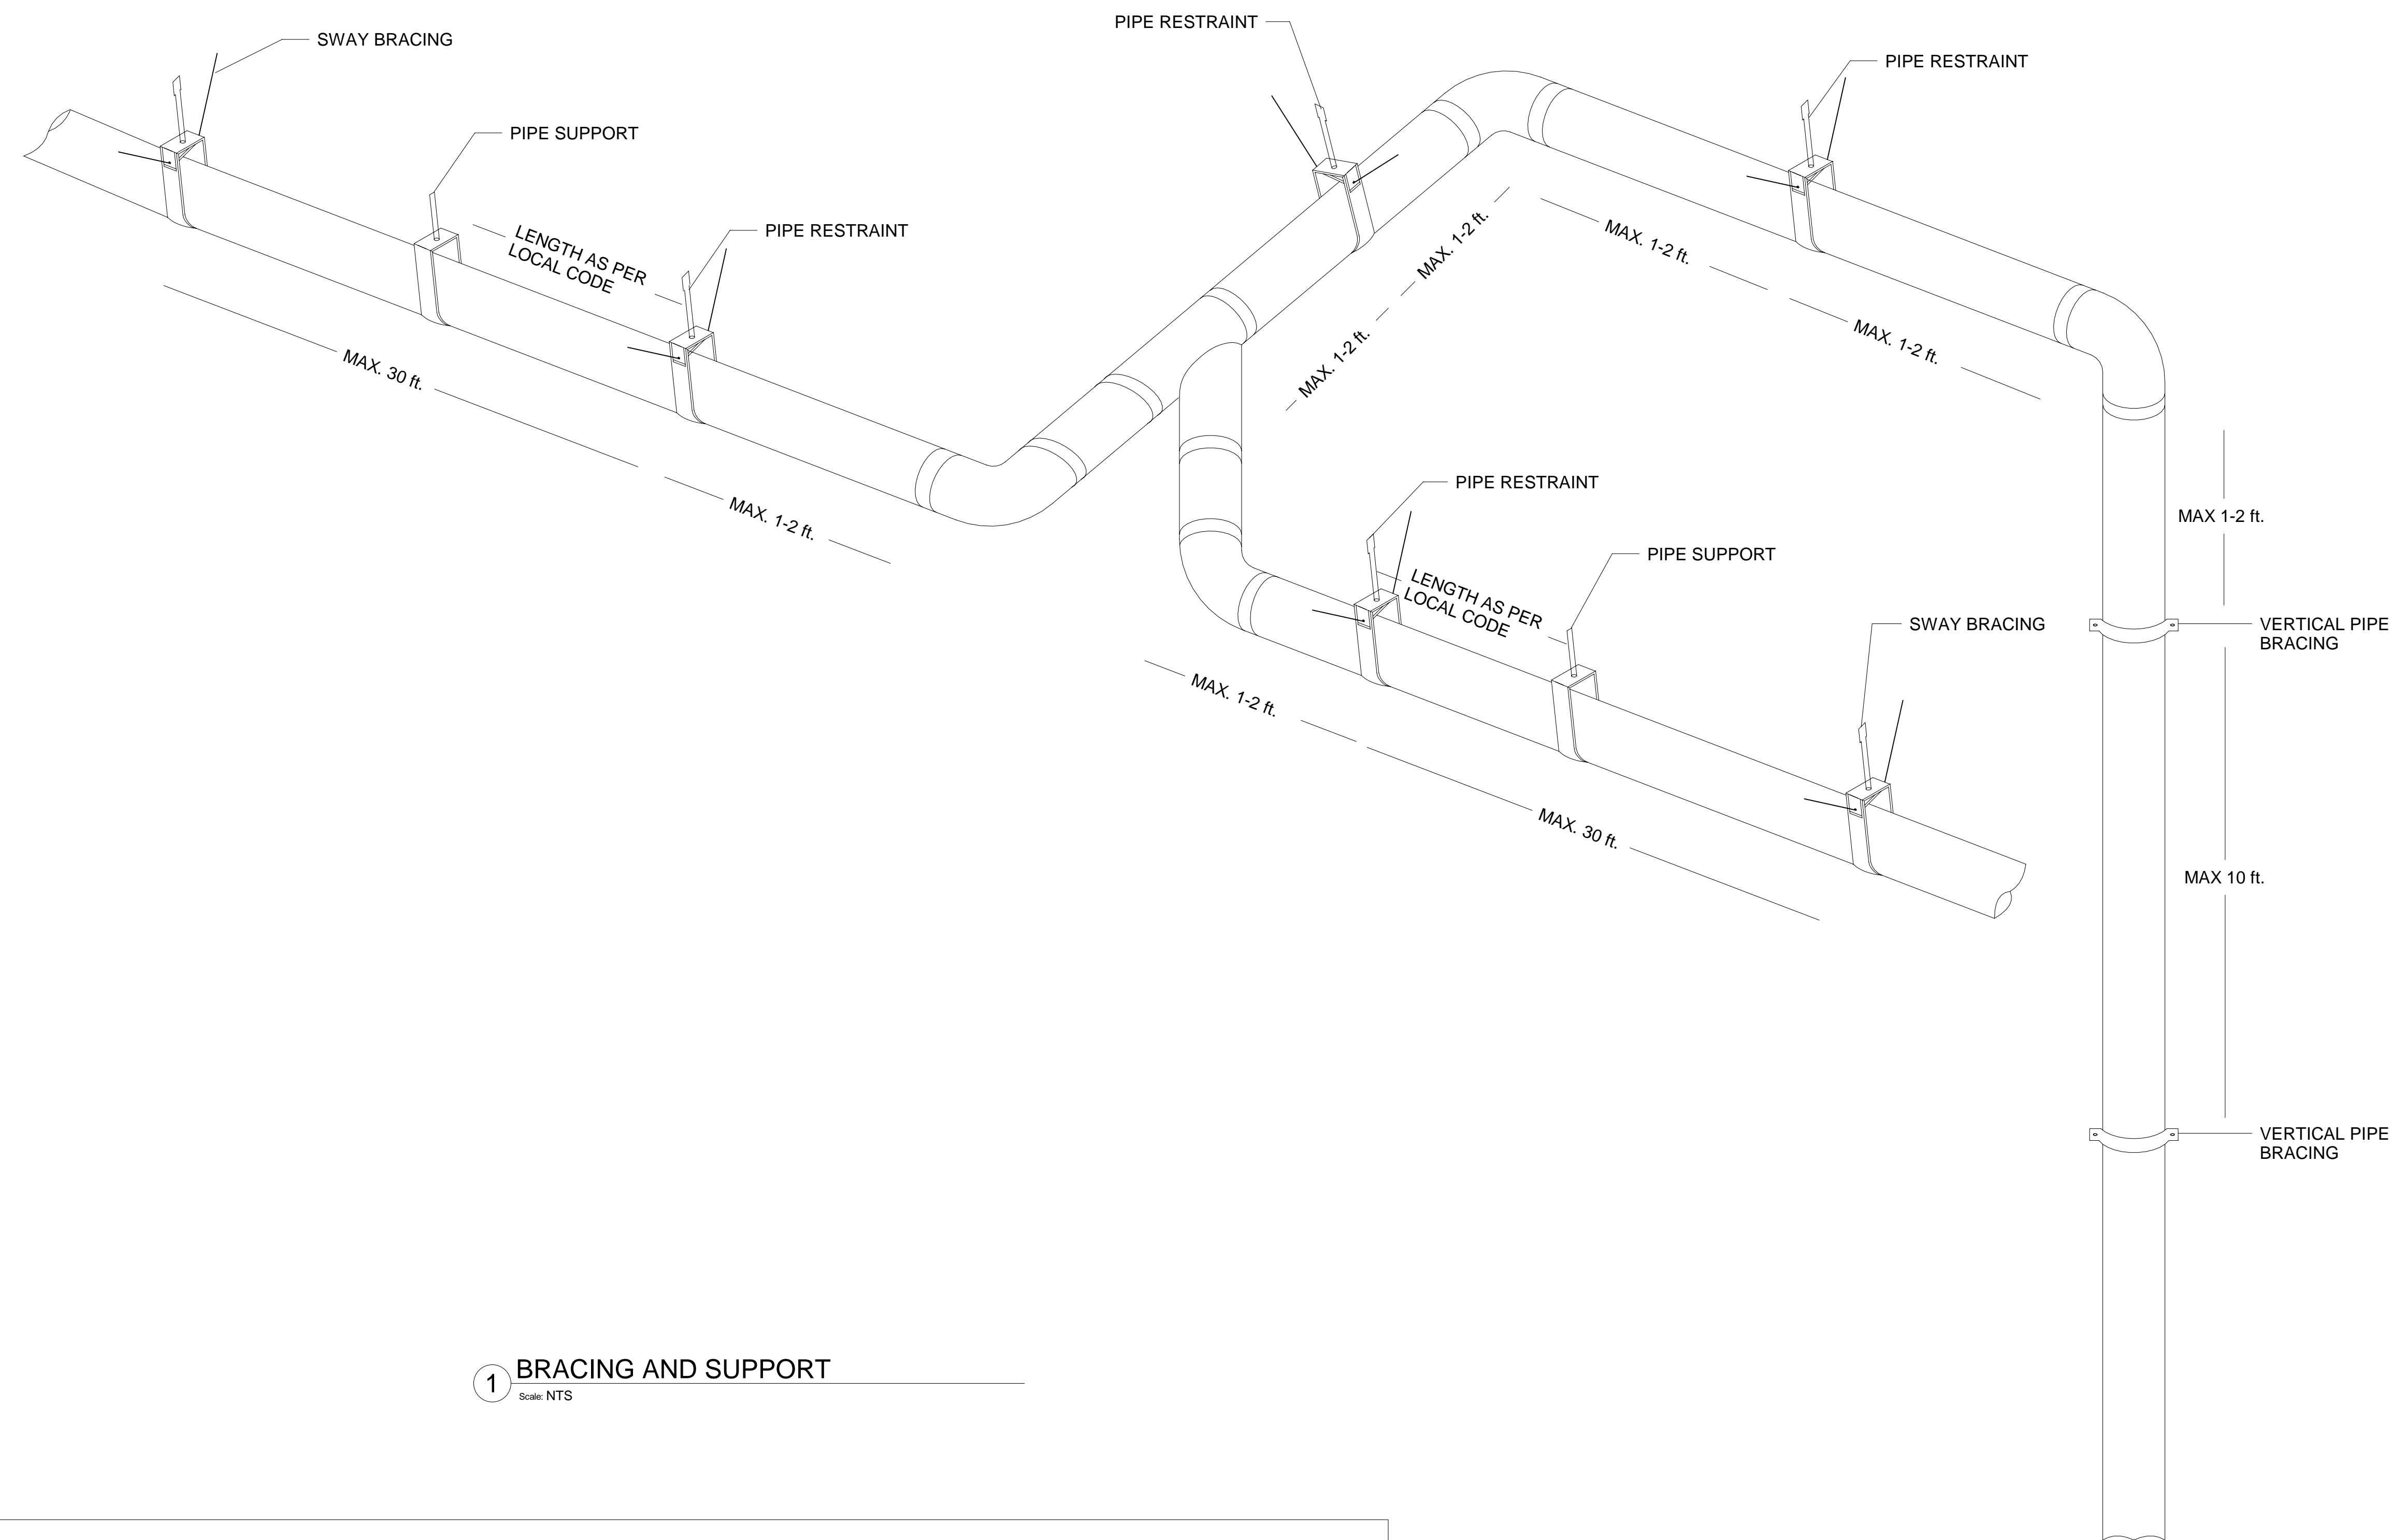 PIPE RESTRAINT
SWAY BRACING
PIPE RESTRAINT
PIPE SUPPORT
PIPE RESTRAINT
LENGTH AS PER
LOCAL CODE
MAX. 1-2 ft.
MAX. 1-2 ft.
MAX. 30 ft.
MAX. 1-2 ft.
MAX. 1-2 ft.
MAX. 1-2 ft.
PIPE RESTRAINT
MAX 1-2 ft.
PIPE SUPPORT
LENGTH AS PER
LOCAL CODE
SWAY BRACING
VERTICAL PIPE
BRACING
MAX. 1-2 ft.
MAX. 30 ft.
MAX 10 ft.
VERTICAL PIPE
BRACING
1 BRACING AND SUPPORT
Scale: NTS